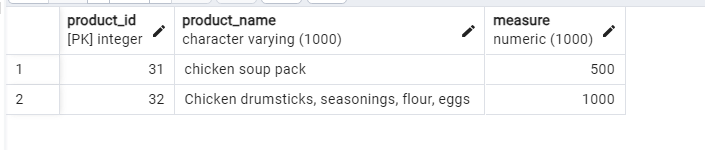 product_id product_name measure
[PK] integer character varying (1000) numeric (1000)
1 31 chicken soup pack 500
2 32 Chicken drumsticks, seasonings, flour, eggs 1000